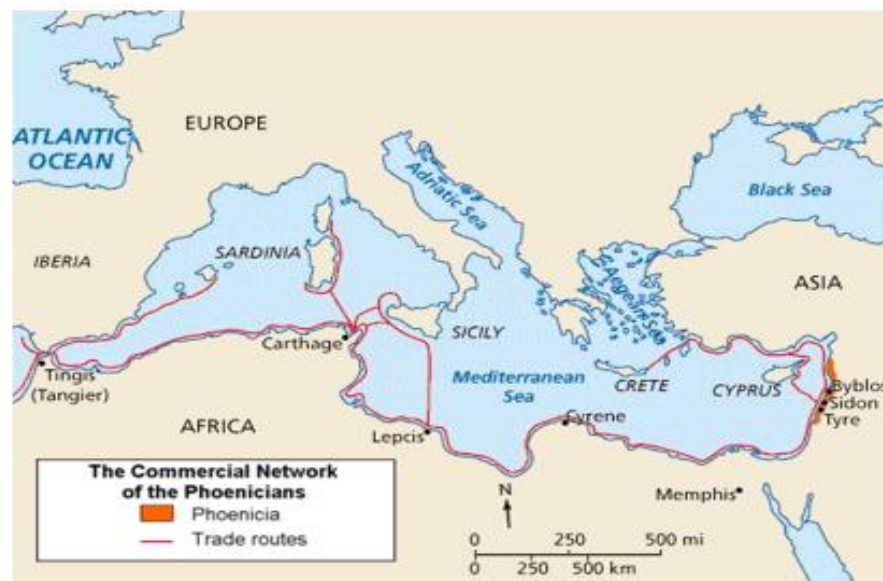 EUROPE
ATLANTIC
OCEAN
Adriatic Sea
Black Sea
IBERIA
SARDINIA
ASIA
Aegean Sea
SICILY
Carthage
Tingis
(Tangier)
Mediterranean
Sea
CRETE
CYPRUS
Byblos
Sidon
Tyre
AFRICA
Lepcis
Cyrene
Memphis
The Commercial Network
of the Phoenicians
Phoenicia
Trade routes
N
0 250 500 mi
0 250 500 km